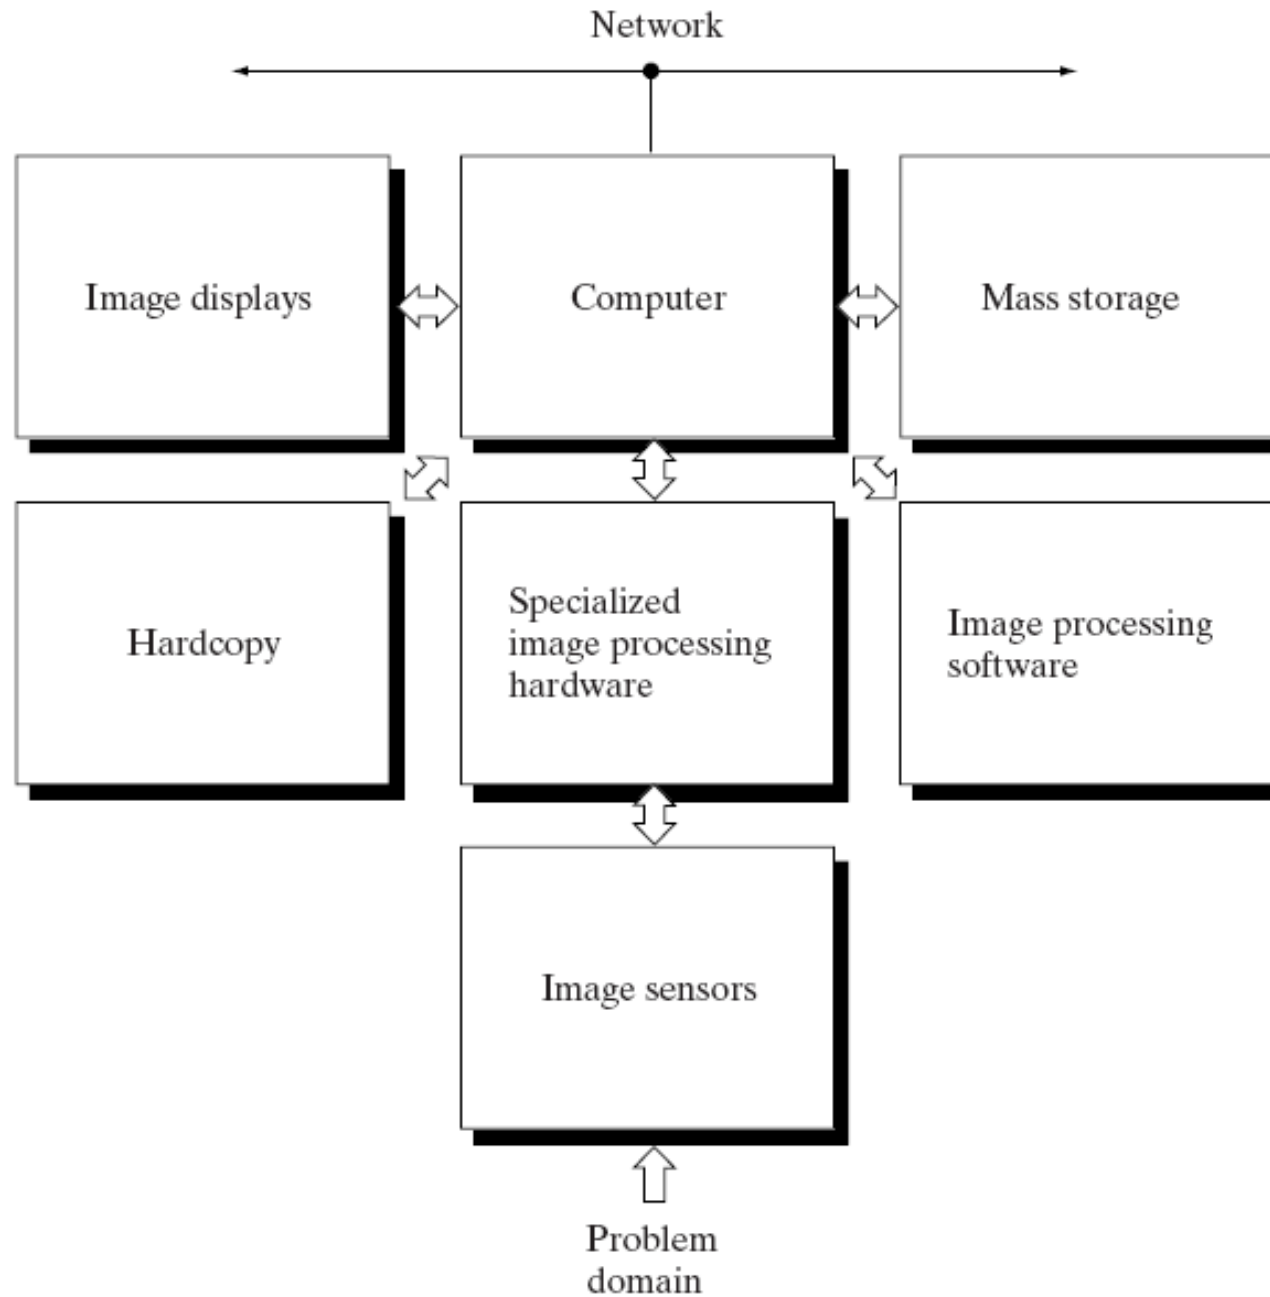 Network
Image displays
Computer
Mass storage
Hardcopy
Specialized
image processing
hardware
Image processing
software
Image sensors
Problem
domain